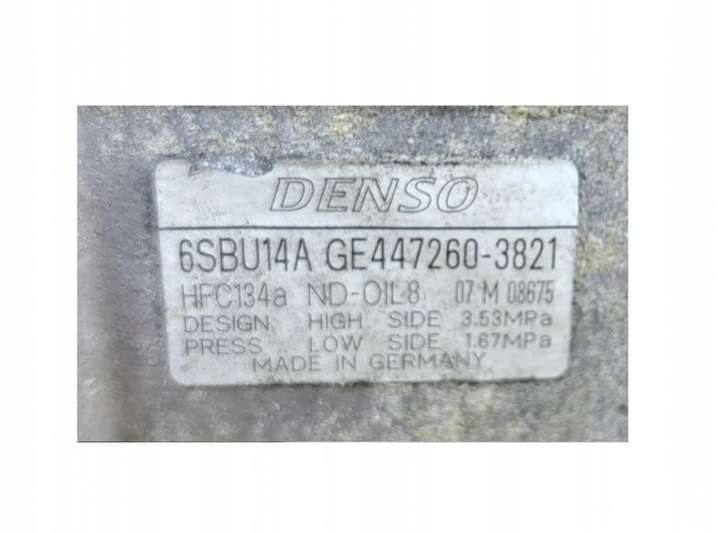 DENSO
6SBU14A GE447260-3821
HFC134a ND-OIL8 07 M 08675
DESIGN HIGH SIDE 3.53MPa
PRESS LOW SIDE 1.67MPa
MADE IN GERMANY